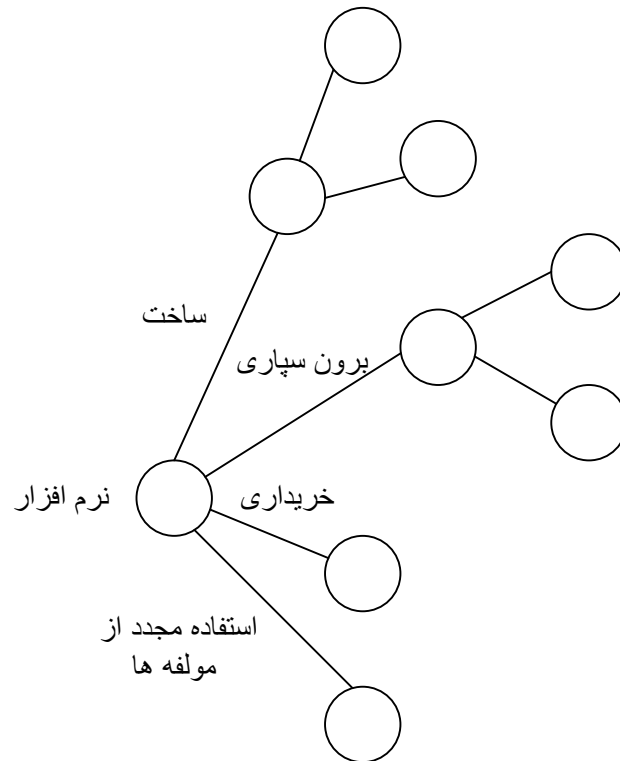 ساخت
برون سپاری
نرم افزار
خریداری
استفاده مجدد از
مولفه ها